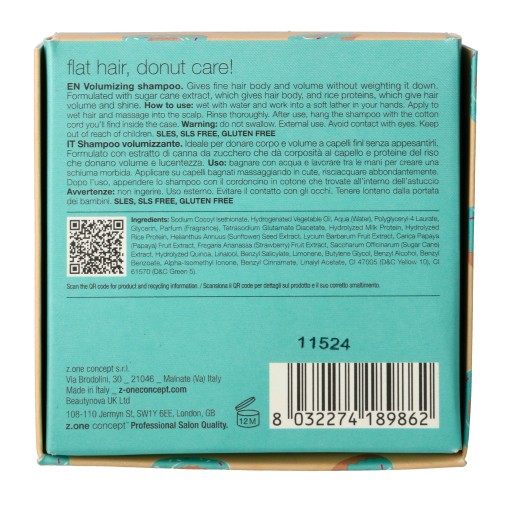 flat hair, donut care!
EN Volumizing shampoo. Gives fine hair body and volume without weighting it down.
Formulated with sugar cane extract, which gives hair body, and rice proteins, which give hair
volume and shine. How to use: wet with water and work into a soft lather in your hands. Apply to
wet hair and massage into the scalp. Rinse thoroughly. After use, hang the shampoo with the cotton
cord you'll find inside the case. Warning: do not swallow. External use. Avoid contact with eyes. Keep
out of reach of children. SLES, SLS FREE, GLUTEN FREE
IT Shampoo volumizzante. Ideale per donare corpo e volume a capelli fini senza appesantirli.
Formulato con estratto di canna da zucchero che dà corposità al capello e proteine del riso
che donano volume e lucentezza. Uso: bagnare con acqua e lavorare tra le mani per creare una
schiuma morbida. Applicare su capelli bagnati massaggiando in cute, risciacquare abbondantemente.
Dopo l'uso, appendere lo shampoo con il cordoncino in cotone che trovate all'interno dell'astuccio
Avvertenze: non ingerire. Uso esterno. Evitare il contatto con gli occhi. Tenere lontano dalla portata
dei bambini. SLES, SLS FREE, GLUTEN FREE
Ingredients: Sodium Cocoyl Isethionate, Hydrogenated Vegetable Oil, Aqua (Water), Polyglyceryl-4 Laurate,
Glycerin, Parfum (Fragrance), Tetrasodium Glutamate Diacetate, Hydrolyzed Milk Protein, Hydrolyzed
Rice Protein, Helianthus Annuus (Sunflower) Seed Extract, Lycium Barbarum Fruit Extract, Carica Papaya
(Papaya) Fruit Extract, Fragaria Ananassa (Strawberry) Fruit Extract, Saccharum Officinarum (Sugar Cane)
Extract, Hydrolyzed Quinoa, Linalool, Benzyl Salicylate, Limonene, Butylene Glycol, Benzyl Alcohol, Benzyl
Benzoate, Alpha-Isomethyl Ionone, Benzyl Cinnamate, Linalyl Acetate, CI 47005 (D&C Yellow 10), CI
61570 (D&C Green 5).
Scan the QR code for product and recycling information. / Scansiona il QR code per dettagli sul prodotto e il suo corretto smaltimento.
11524
z.one concept s.r.l.
Via Brodolini, 30 _ 21046 _ Malnate (Va) Italy
Made in Italy _ z-oneconcept.com
Beautynova UK Ltd
108-110 Jermyn St, SW1Y 6EE, London, GB
z.one concept™ Professional Salon Quality.
12M
8 032274 189862